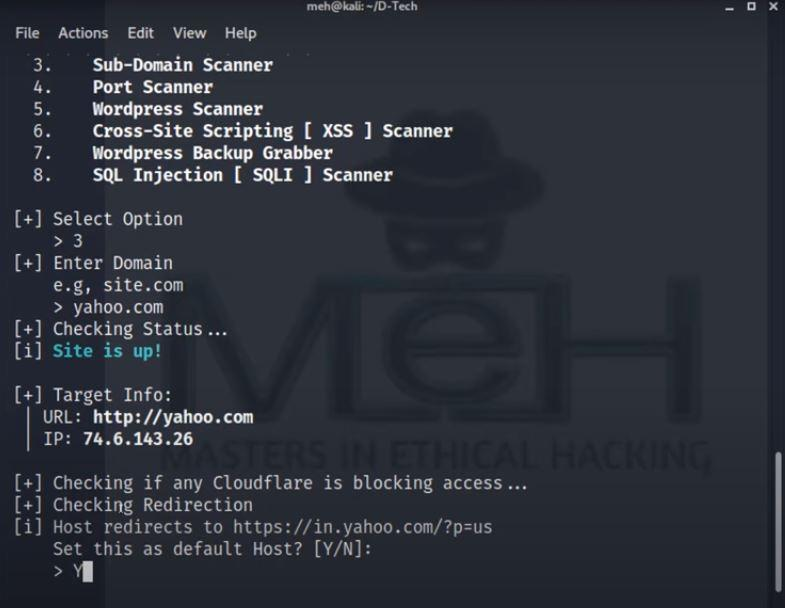 meh@kali: ~/D-Tech
File Actions Edit View Help
3. Sub-Domain Scanner
4. Port Scanner
5. Wordpress Scanner
6. Cross-Site Scripting [ XSS ] Scanner
7. Wordpress Backup Grabber
8. SQL Injection [ SQLI ] Scanner
[+] Select Option
> 3
[+] Enter Domain
e.g, site.com
> yahoo.com
[+] Checking Status...
[i] Site is up!
[+] Target Info:
| URL: http://yahoo.com
| IP: 74.6.143.26
[+] Checking if any Cloudflare is blocking access...
[+] Checking Redirection
[i] Host redirects to https://in.yahoo.com/?p=us
Set this as default Host? [Y/N]:
> Y
MeH
MASTERS IN ETHICAL HACKING